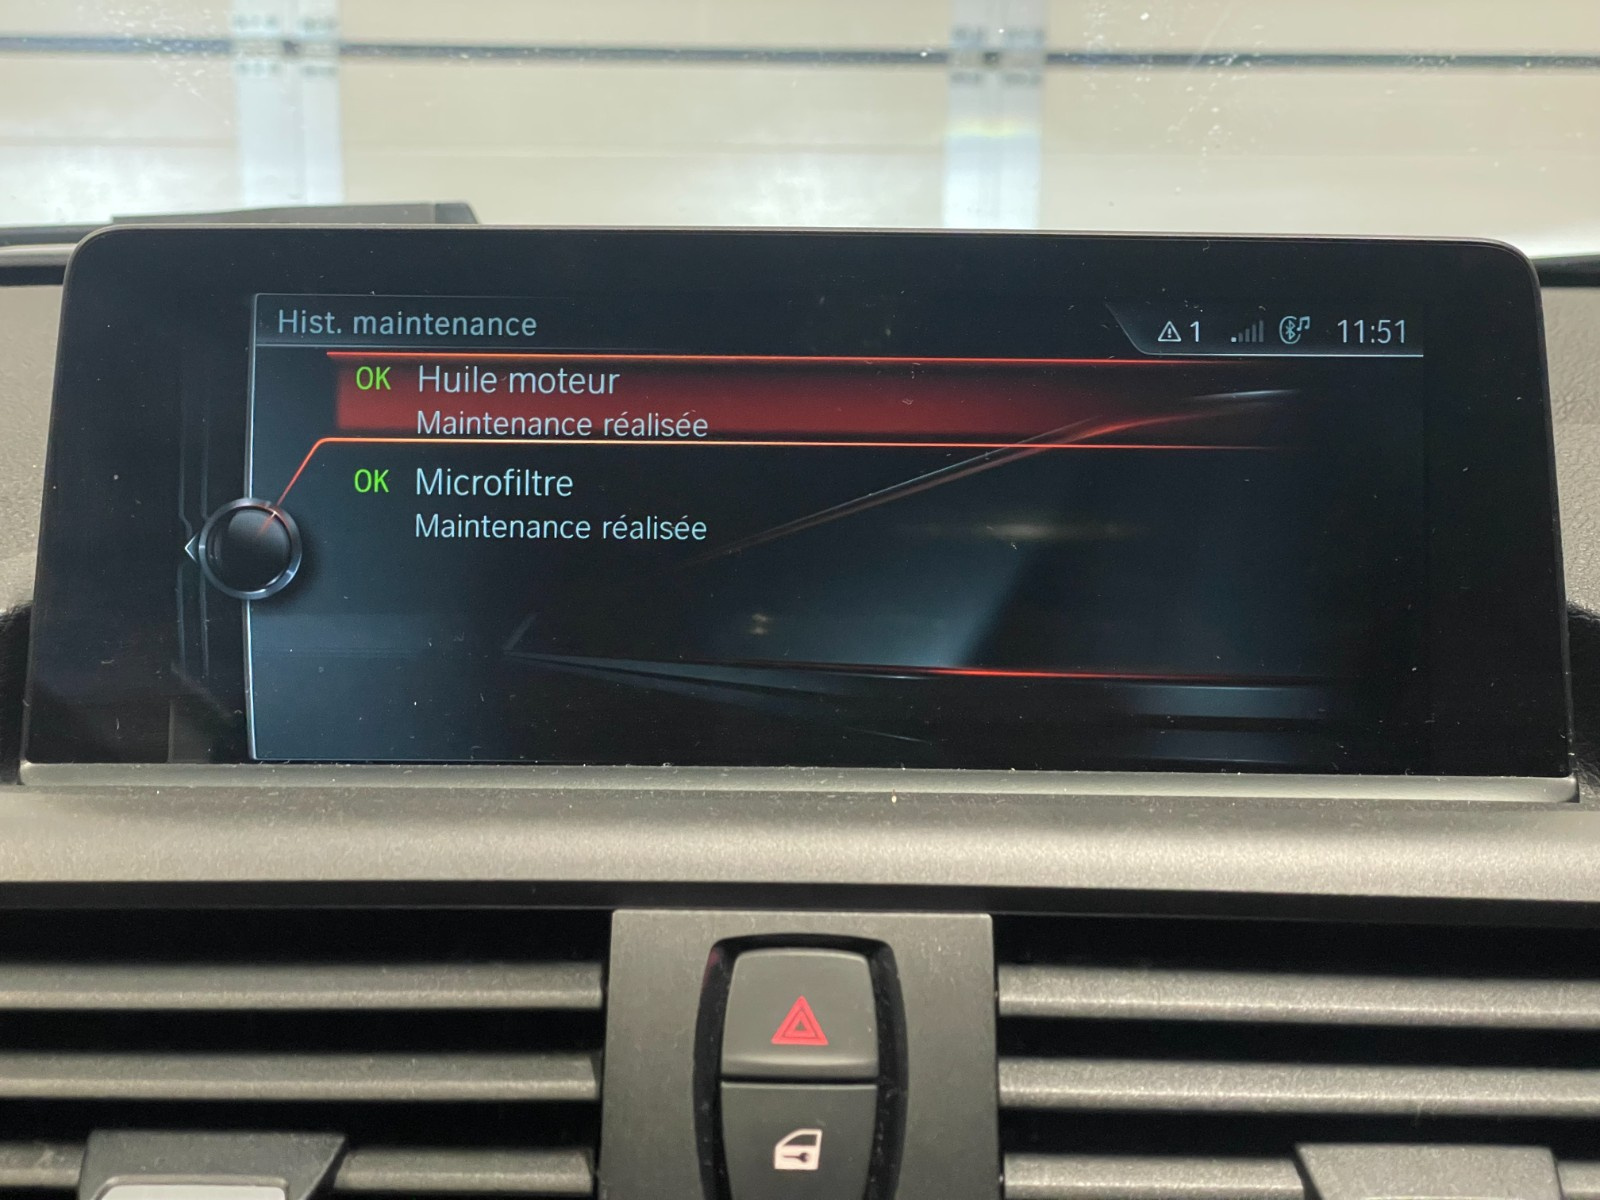 Hist. maintenance
1
11:51
OK Huile moteur
Maintenance réalisée
OK Microfiltre
Maintenance réalisée